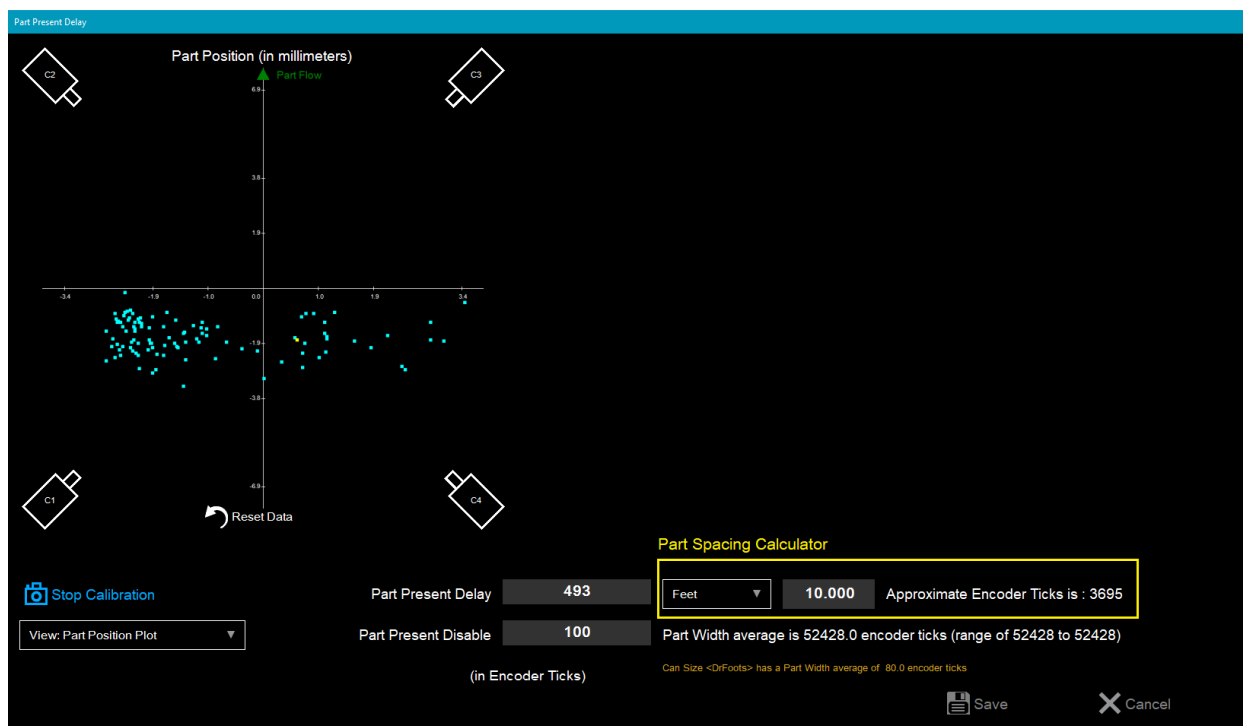 Part Present Delay
Part Position (in millimeters)
Part Flow
C2
C3
6.9
3.8
1.9
-3.4 -1.9 -1.0 0.0 1.0 1.9 3.4
-1.9
-3.8
-6.9
C1
C4
Reset Data
Part Spacing Calculator
Stop Calibration
Part Present Delay 493
Feet 10.000 Approximate Encoder Ticks is : 3695
View: Part Position Plot
Part Present Disable 100
Part Width average is 52428.0 encoder ticks (range of 52428 to 52428)
(in Encoder Ticks)
Can Size <DrFoots> has a Part Width average of 80.0 encoder ticks
Save
Cancel